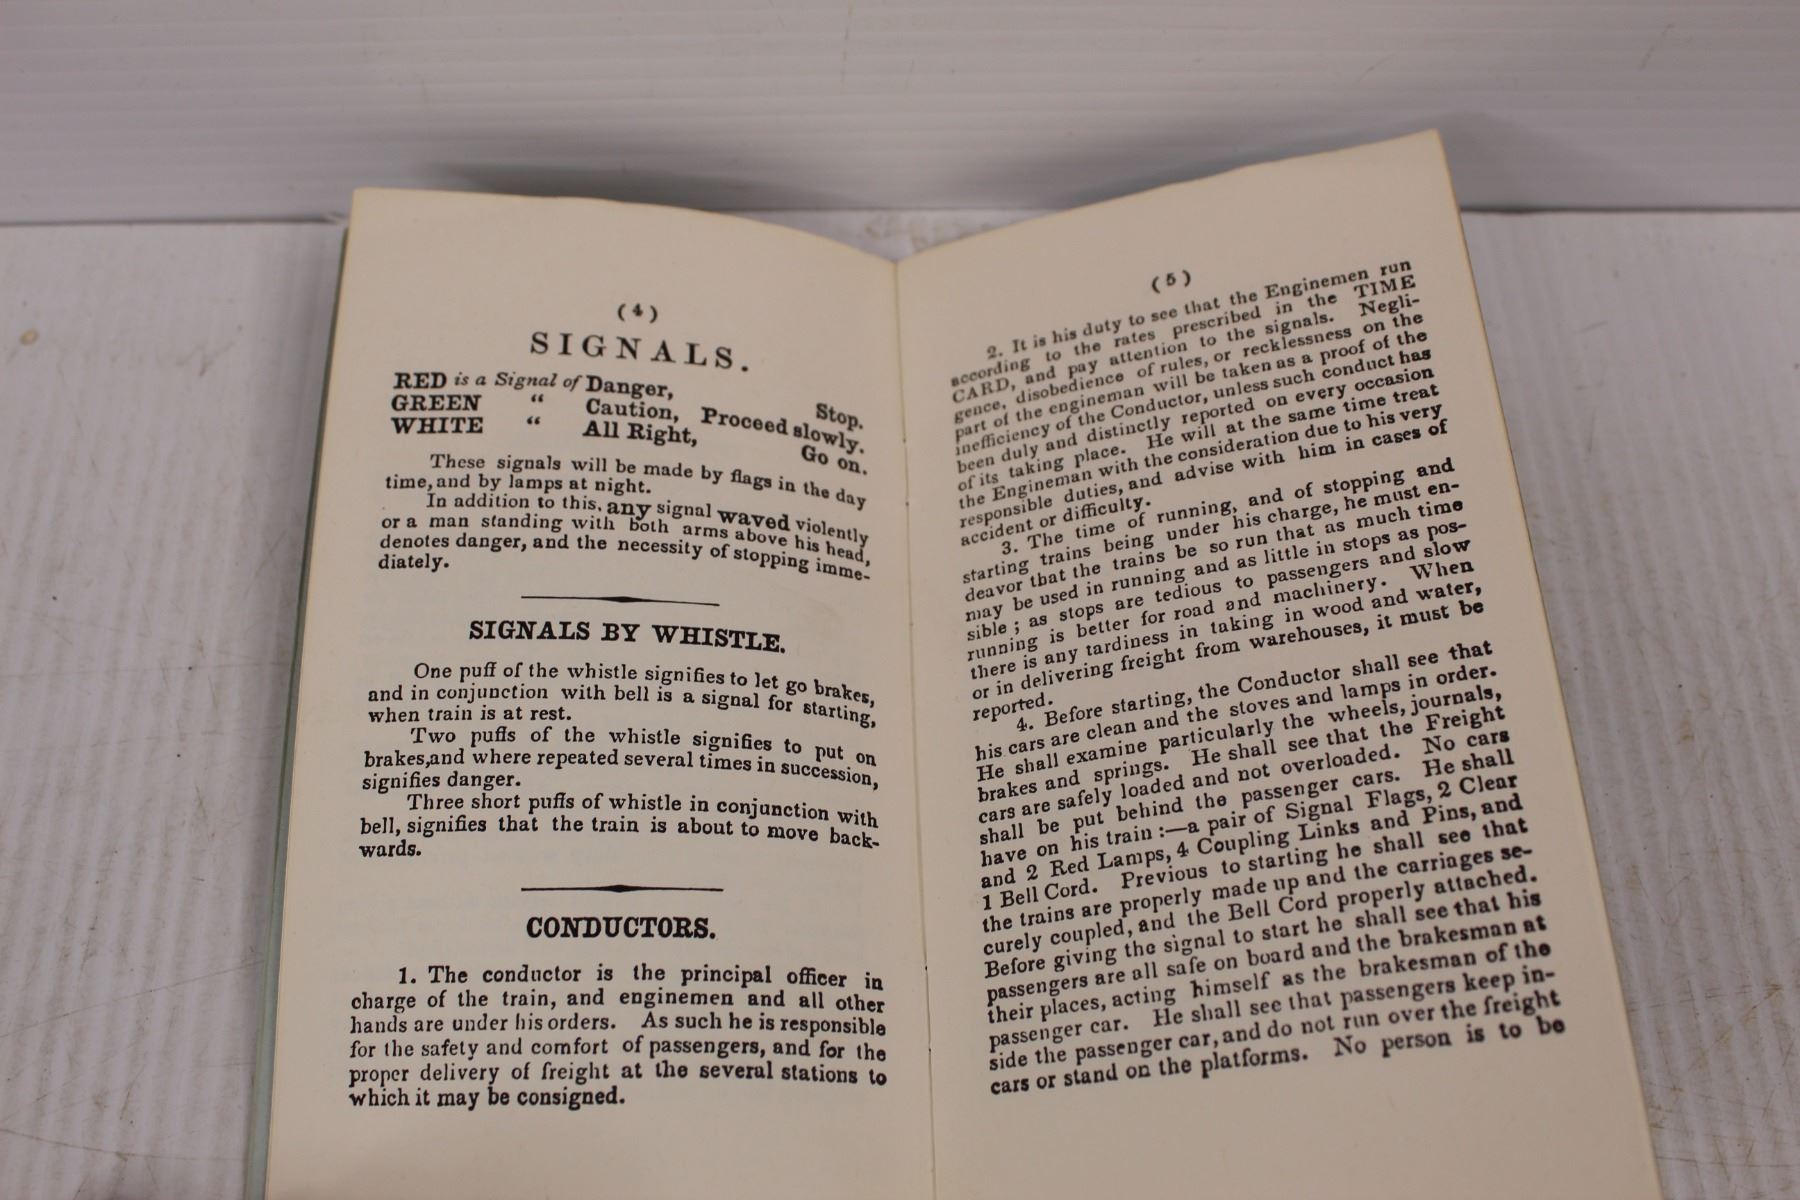 (4)
SIGNALS.
RED is a Signal of Danger, Stop.
GREEN “ Caution, Proceed slowly.
WHITE “ All Right, Go on.
These signals will be made by flags in the day
time, and by lamps at night.
In addition to this, any signal waved violently
or a man standing with both arms above his head,
denotes danger, and the necessity of stopping imme-
diately.
SIGNALS BY WHISTLE.
One puff of the whistle signifies to let go brakes,
and in conjunction with bell is a signal for starting,
when train is at rest.
Two puffs of the whistle signifies to put on
brakes,and where repeated several times in succession,
signifies danger.
Three short puffs of whistle in conjunction with
bell, signifies that the train is about to move back-
wards.
CONDUCTORS.
1. The conductor is the principal officer in
charge of the train, and enginemen and all other
hands are under his orders. As such he is responsible
for the safety and comfort of passengers, and for the
proper delivery of freight at the several stations to
which it may be consigned.
(5)
2. It is his duty to see that the Enginemen run
according to the rates prescribed in the TIME
CARD, and pay attention to the signals. Negli-
gence, disobedience of rules, or recklessness on the
part of the engineman will be taken as a proof of the
inefficiency of the Conductor, unless such conduct has
been duly and distinctly reported on every occasion
of its taking place. He will at the same time treat
the Engineman with the consideration due to his very
responsible duties, and advise with him in cases of
accident or difficulty.
3. The time of running, and of stopping and
starting trains being under his charge, he must en-
deavor that the trains be so run that as much time
may be used in running and as little in stops as pos-
sible; as stops are tedious to passengers and slow
running is better for road and machinery. When
there is any tardiness in taking in wood and water,
or in delivering freight from warehouses, it must be
reported.
4. Before starting, the Conductor shall see that
his cars are clean and the stoves and lamps in order.
He shall examine particularly the wheels, journals,
brakes and springs. He shall see that the Freight
cars are safely loaded and not overloaded. No cars
shall be put behind the passenger cars. He shall
have on his train:—a pair of Signal Flags, 2 Clear
and 2 Red Lamps, 4 Coupling Links and Pins, and
1 Bell Cord. Previous to starting he shall see that
the trains are properly made up and the carriages se-
curely coupled, and the Bell Cord properly attached.
Before giving the signal to start he shall see that his
passengers are all safe on board and the brakesman at
their places, acting himself as the brakesman of the
passenger car. He shall see that passengers keep in-
side the passenger car, and do not run over the freight
cars or stand on the platforms. No person is to be